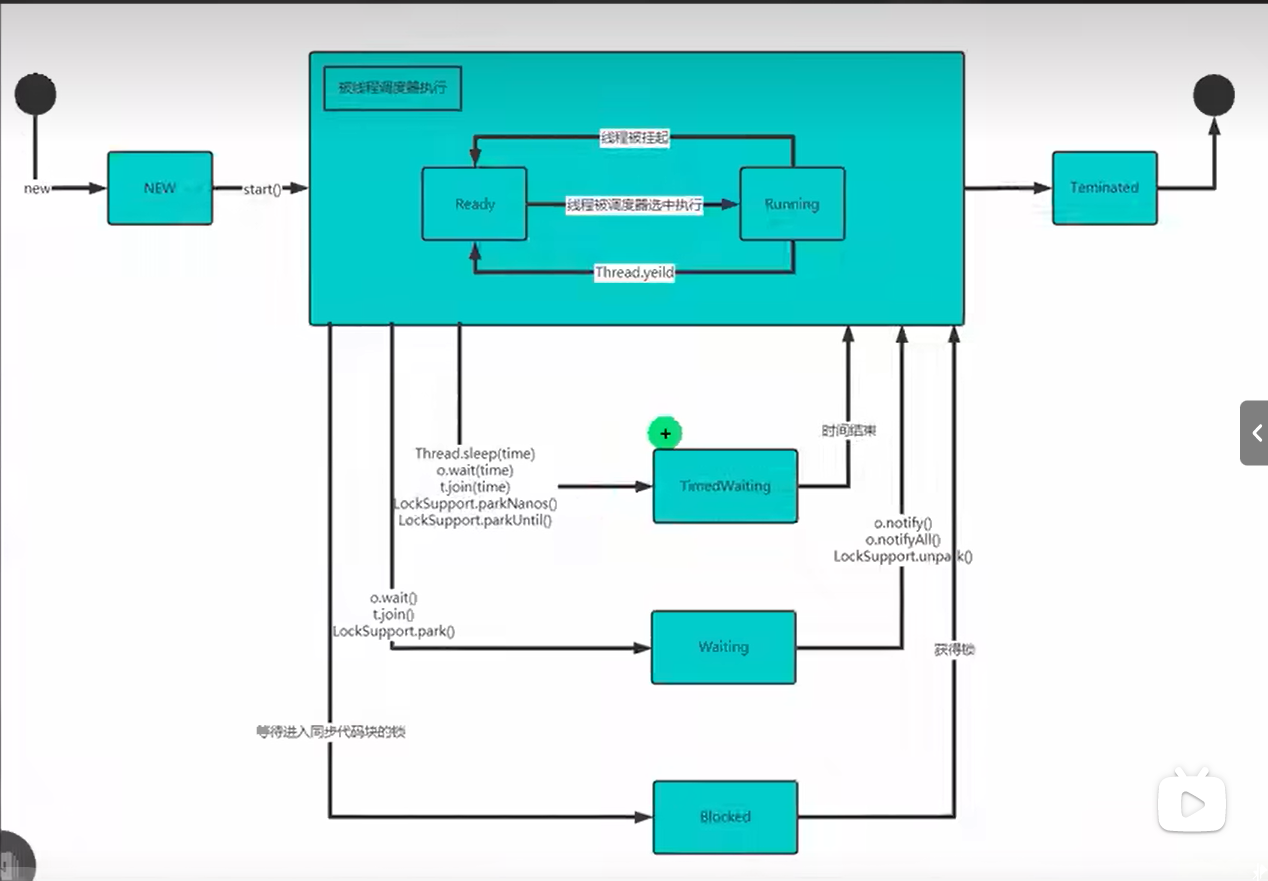 被线程调度器执行
线程被挂起
new
NEW
start()
Ready
线程被调度器选中执行
Running
Teminated
Thread.yeild
Thread.sleep(time)
o.wait(time)
t.join(time)
LockSupport.parkNanos()
LockSupport.parkUntil()
+
TimedWaiting
时间结束
o.notify()
o.notifyAll()
LockSupport.unpark()
o.wait()
t.join()
LockSupport.park()
Waiting
获得锁
等待进入同步代码块的锁
Blocked